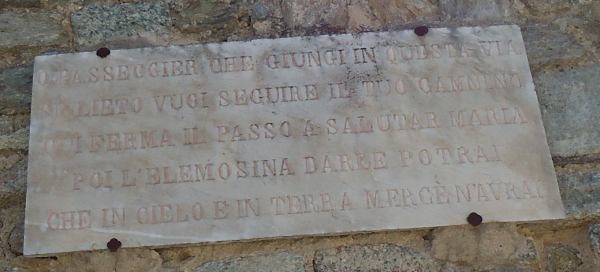 O PASSEGGIER CHE GIUNGI IN QUESTA VIA
SE LIETO VUOI SEGUIRE IL TUO CAMMINO
QUI FERMA IL PASSO A SALUTAR MARIA
POI L'ELEMOSINA DARLE POTRAI
CHE IN CIELO E IN TERRA MERCÈ N'AVRAI